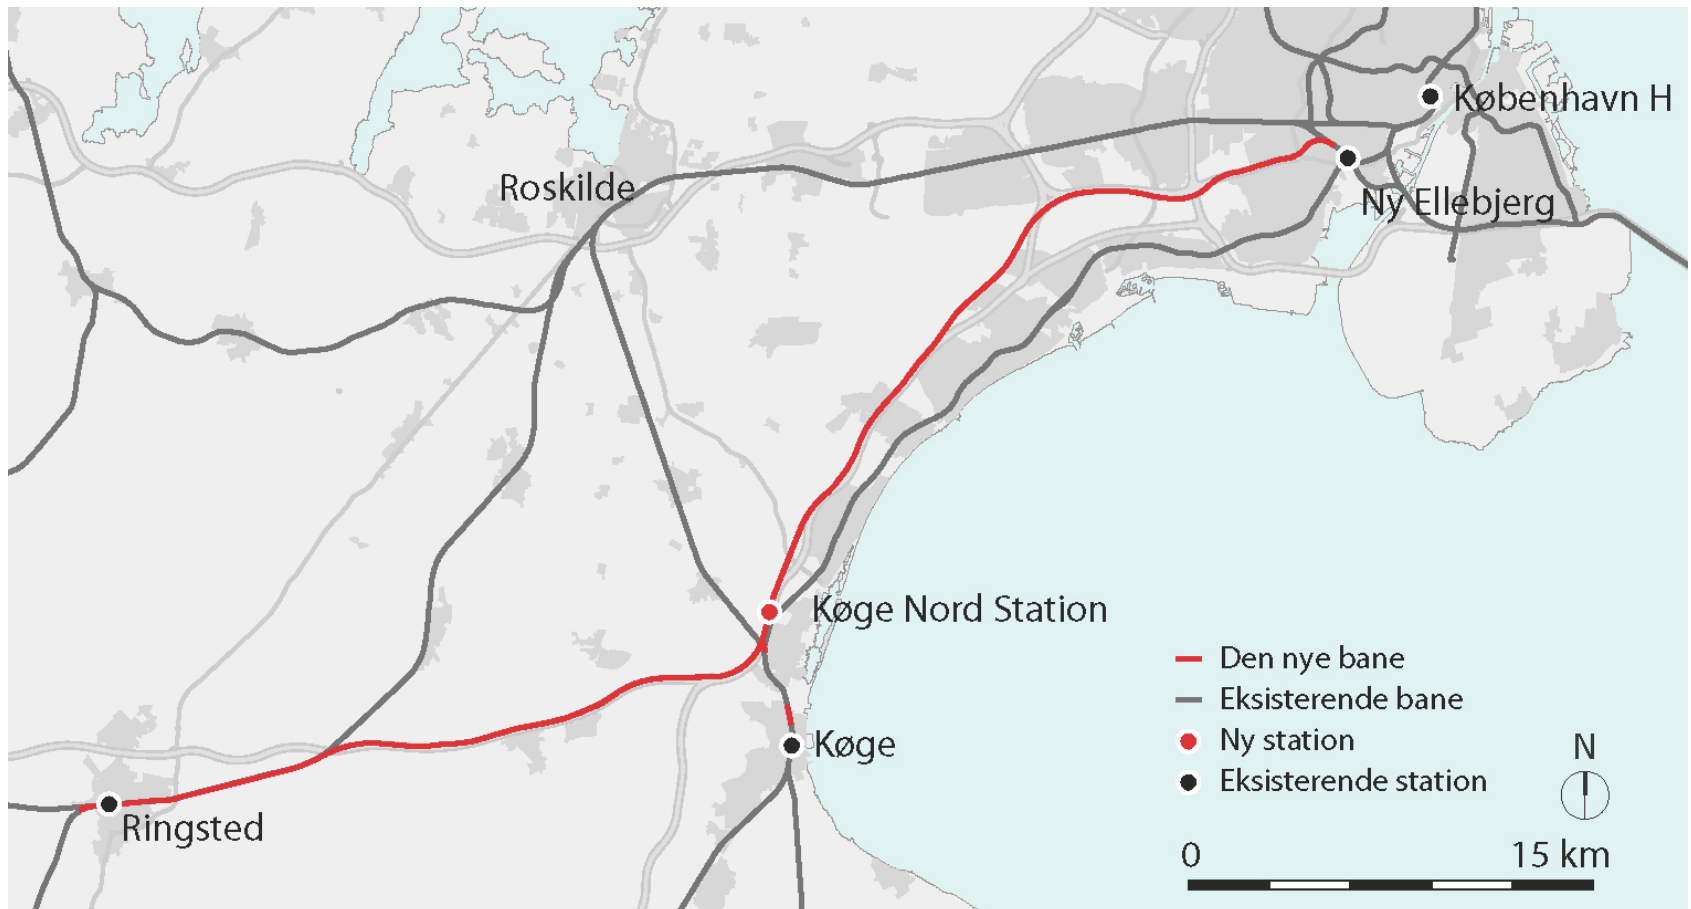 København H
Roskilde
Ny Ellebjerg
Køge Nord Station
Den nye bane
Eksisterende bane
Ny station
Køge
N
Eksisterende station
Ringsted
0 15 km